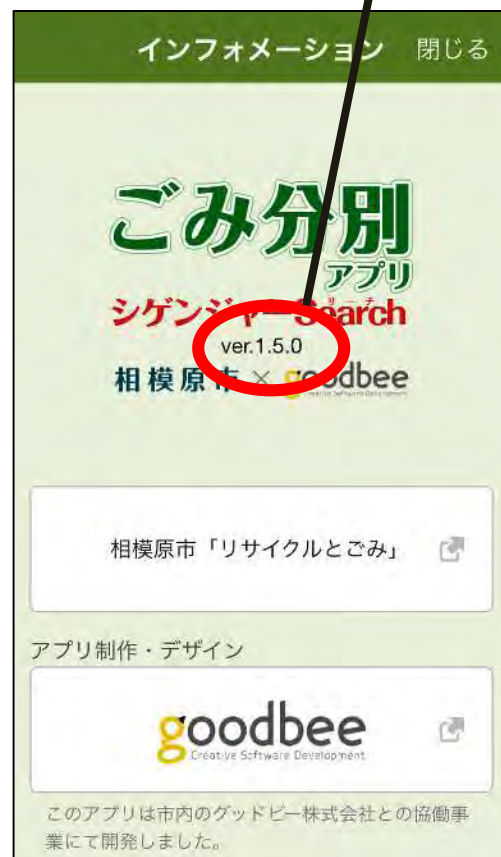 インフォメーション 閉じる
ごみ分別
アプリ
シゲンジャーSearch
ver.1.5.0
相模原市 × goodbee
相模原市「リサイクルとごみ」
アプリ制作・デザイン
goodbee
Creative Software Development
このアプリは市内のグッドビー株式会社との協働事
業にて開発しました。